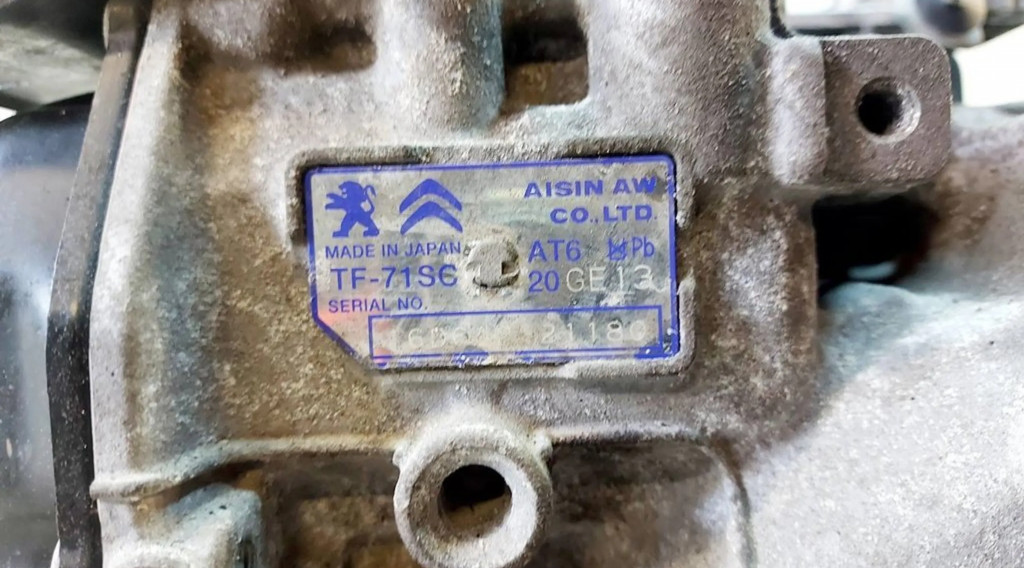 AISIN AW
CO.,LTD.
MADE IN JAPAN
AT6 Pb
TF-71SC
20 GE13
SERIAL NO.